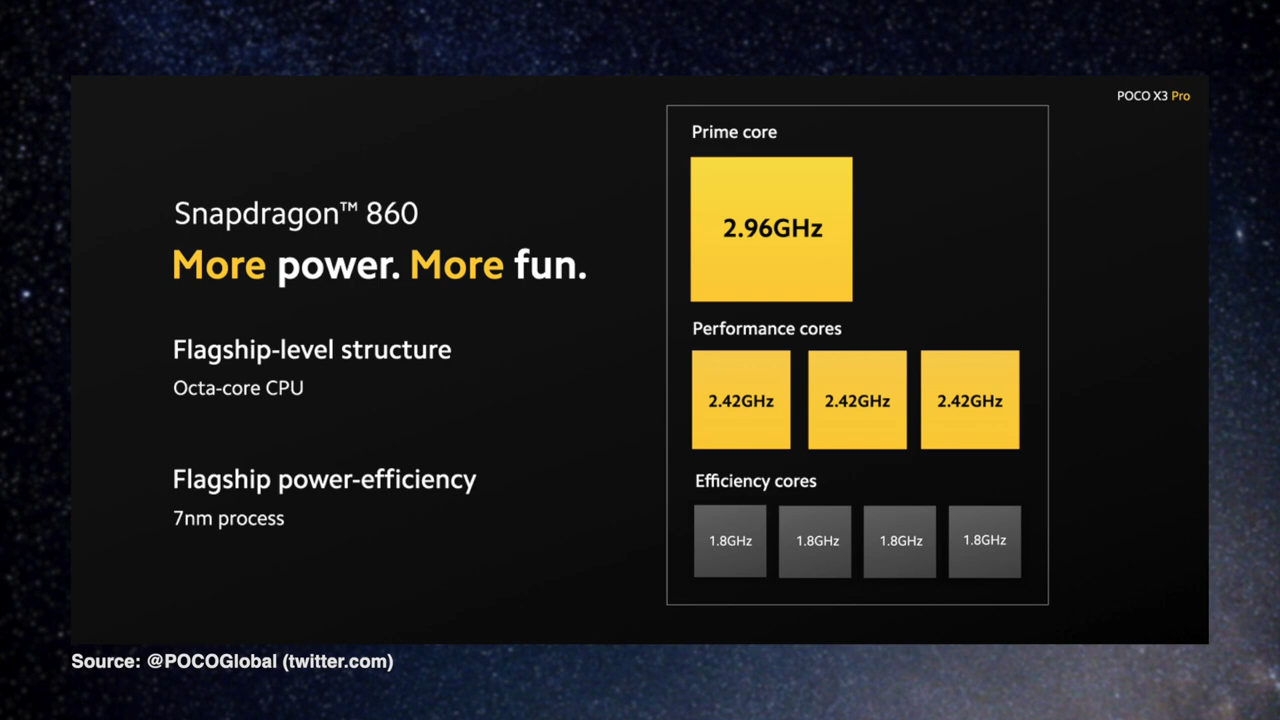 POCO X3 Pro
Snapdragon™ 860
More power. More fun.
Flagship-level structure
Octa-core CPU
Flagship power-efficiency
7nm process
Prime core
2.96GHz
Performance cores
2.42GHz 2.42GHz 2.42GHz
Efficiency cores
1.8GHz 1.8GHz 1.8GHz 1.8GHz
Source: @POCOGlobal (twitter.com)